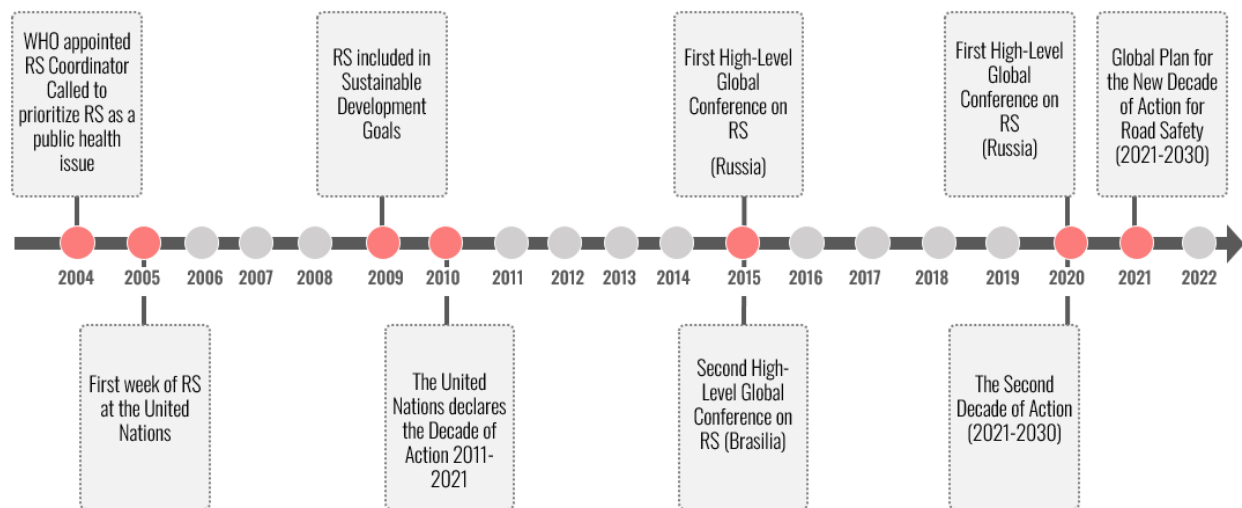 WHO appointed
RS Coordinator
Called to
prioritize RS as a
public health
issue
RS included in
Sustainable
Development
Goals
First High-Level
Global
Conference on
RS
(Russia)
First High-Level
Global
Conference on
RS
(Russia)
Global Plan for
the New Decade
of Action for
Road Safety
(2021-2030)
2004 2005 2006 2007 2008 2009 2010 2011 2012 2013 2014 2015 2016 2017 2018 2019 2020 2021 2022
First week of RS
at the United
Nations
The United
Nations declares
the Decade of
Action 2011-
2021
Second High-
Level Global
Conference on
RS (Brasilia)
The Second
Decade of Action
(2021-2030)